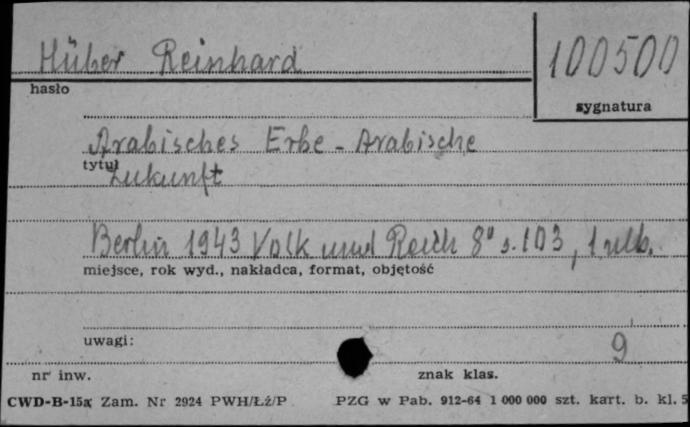 Hüber Reinhard
100500
hasło
sygnatura
Arabisches Erbe - Arabische
tytuł
Zukunft
Berlin 1943 Volk und Reich 8° s. 103, 1 nlb.
miejsce, rok wyd., nakładca, format, objętość
uwagi:
9
nr inw.
znak klas.
CWD-B-15a Zam. Nr 2924 PWH/Łź/P
PZG w Pab. 912-64 1 000 000 szt. kart. b. kl. 5